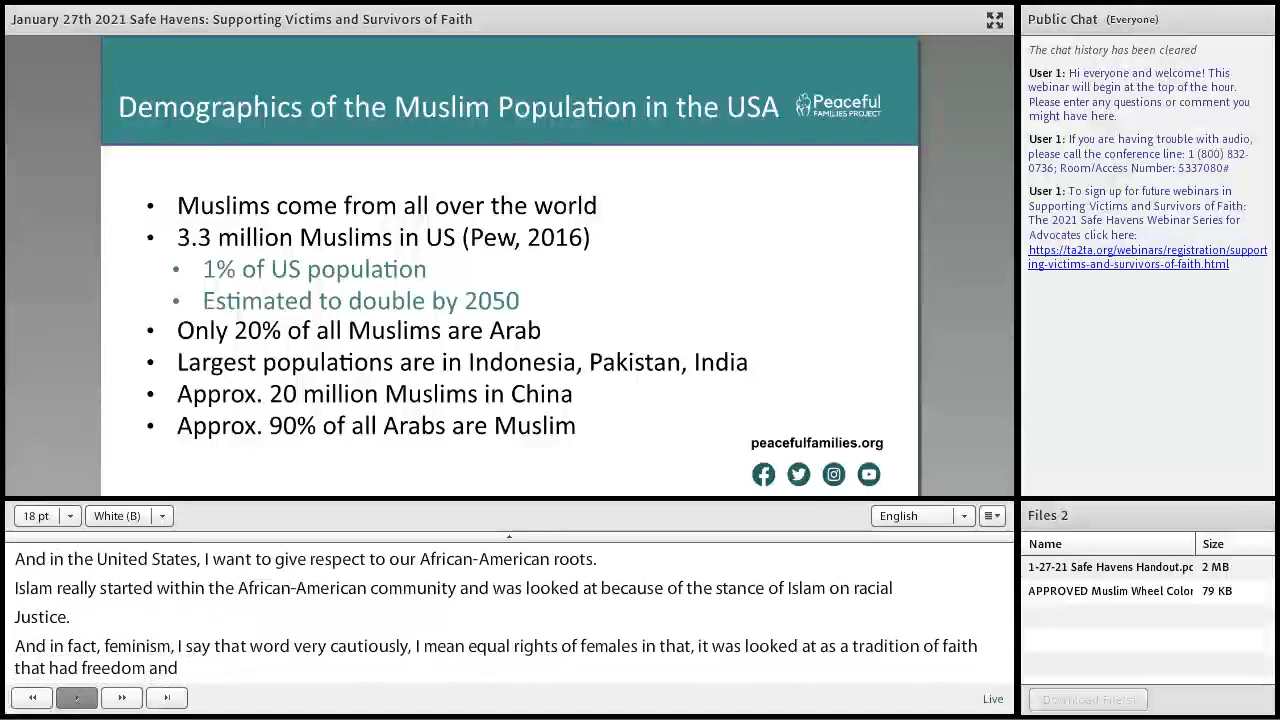 January 27th 2021 Safe Havens: Supporting Victims and Survivors of Faith
Demographics of the Muslim Population in the USA
Peaceful
FAMILIES PROJECT
• Muslims come from all over the world
• 3.3 million Muslims in US (Pew, 2016)
• 1% of US population
• Estimated to double by 2050
• Only 20% of all Muslims are Arab
• Largest populations are in Indonesia, Pakistan, India
• Approx. 20 million Muslims in China
• Approx. 90% of all Arabs are Muslim
peacefulfamilies.org
Public Chat (Everyone)
The chat history has been cleared
User 1: Hi everyone and welcome! This
webinar will begin at the top of the hour.
Please enter any questions or comment you
might have here.
User 1: If you are having trouble with audio,
please call the conference line: 1 (800) 832-
0736; Room/Access Number: 5337080#
User 1: To sign up for future webinars in
Supporting Victims and Survivors of Faith:
The 2021 Safe Havens Webinar Series for
Advocates click here:
https://ta2ta.org/webinars/registration/support
ing-victims-and-survivors-of-faith.html
18 pt
White (B)
English
And in the United States, I want to give respect to our African-American roots.
Islam really started within the African-American community and was looked at because of the stance of Islam on racial
Justice.
And in fact, feminism, I say that word very cautiously, I mean equal rights of females in that, it was looked at as a tradition of faith
that had freedom and
Live
Files 2
Name Size
1-27-21 Safe Havens Handout.pc 2 MB
APPROVED Muslim Wheel Color 79 KB
Download File(s)